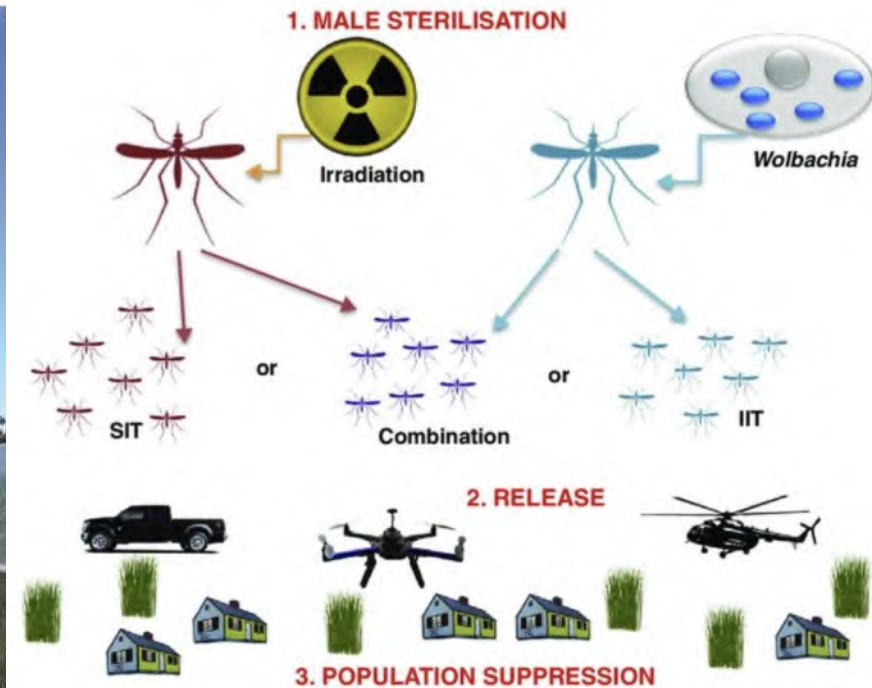 1. MALE STERILISATION
Irradiation
Wolbachia
or
or
SIT
Combination
IIT
2. RELEASE
3. POPULATION SUPPRESSION